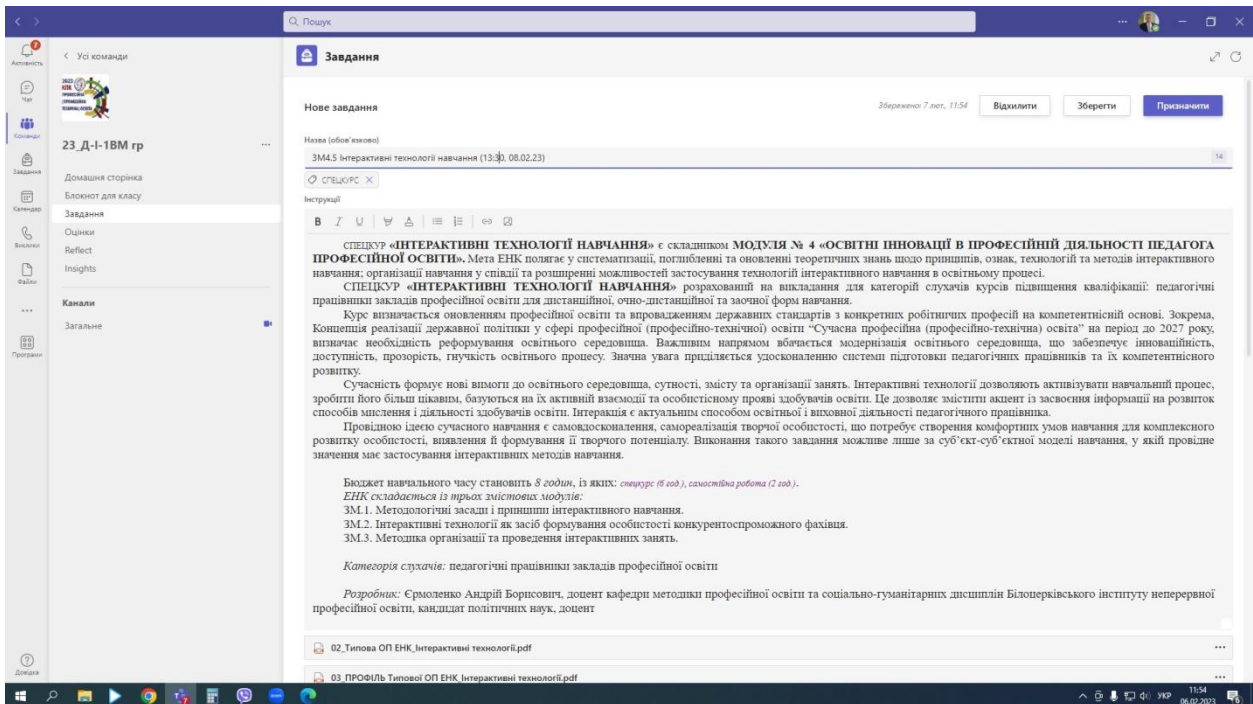 Пошук
Активність
Чат
Команди
Завдання
Календар
Виклики
Файли
Програми
Довідка
Усі команди
23_Д-І-1ВМ гр
Домашня сторінка
Блокнот для класу
Завдання
Оцінки
Reflect
Insights
Канали
Загальне
Завдання
Нове завдання
Збережено: 7 лют., 11:54
Відхилити
Зберегти
Призначити
Назва (обов'язково)
ЗМ4.5 Інтерактивні технології навчання (13:30, 08.02.23)
14
СПЕЦКУРС
Інструкції
СПЕЦКУР «ІНТЕРАКТИВНІ ТЕХНОЛОГІЇ НАВЧАННЯ» є складником МОДУЛЯ № 4 «ОСВІТНІ ІННОВАЦІЇ В ПРОФЕСІЙНІЙ ДІЯЛЬНОСТІ ПЕДАГОГА
ПРОФЕСІЙНОЇ ОСВІТИ». Мета ЕНК полягає у систематизації, поглибленні та оновленні теоретичних знань щодо принципів, ознак, технологій та методів інтерактивного
навчання; організації навчання у співдії та розширенні можливостей застосування технологій інтерактивного навчання в освітньому процесі.
СПЕЦКУР «ІНТЕРАКТИВНІ ТЕХНОЛОГІЇ НАВЧАННЯ» розрахований на викладання для категорій слухачів курсів підвищення кваліфікації: педагогічні
працівники закладів професійної освіти для дистанційної, очно-дистанційної та заочної форм навчання.
Курс визначається оновленням професійної освіти та впровадженням державних стандартів з конкретних робітничих професій на компетентнісній основі. Зокрема,
Концепція реалізації державної політики у сфері професійної (професійно-технічної) освіти “Сучасна професійна (професійно-технічна) освіта” на період до 2027 року,
визначає необхідність реформування освітнього середовища. Важливим напрямом вбачається модернізація освітнього середовища, що забезпечує інноваційність,
доступність, прозорість, гнучкість освітнього процесу. Значна увага приділяється удосконаленню системи підготовки педагогічних працівників та їх компетентнісного
розвитку.
Сучасність формує нові вимоги до освітнього середовища, сутності, змісту та організації занять. Інтерактивні технології дозволяють активізувати навчальний процес,
зробити його більш цікавим, базуються на їх активній взаємодії та особистісному прояві здобувачів освіти. Це дозволяє змістити акцент із засвоєння інформації на розвиток
способів мислення і діяльності здобувачів освіти. Інтеракція є актуальним способом освітньої і виховної діяльності педагогічного працівника.
Провідною ідеєю сучасного навчання є самовдосконалення, самореалізація творчої особистості, що потребує створення комфортних умов навчання для комплексного
розвитку особистості, виявлення й формування її творчого потенціалу. Виконання такого завдання можливе лише за суб’єкт-суб’єктної моделі навчання, у якій провідне
значення має застосування інтерактивних методів навчання.
Бюджет навчального часу становить 8 годин, із яких: спецкурс (6 год.), самостійна робота (2 год.).
ЕНК складається із трьох змістових модулів:
ЗМ.1. Методологічні засади і принципи інтерактивного навчання.
ЗМ.2. Інтерактивні технології як засіб формування особистості конкурентоспроможного фахівця.
ЗМ.3. Методика організації та проведення інтерактивних занять.
Категорія слухачів: педагогічні працівники закладів професійної освіти
Розробник: Єрмоленко Андрій Борисович, доцент кафедри методики професійної освіти та соціально-гуманітарних дисциплін Білоцерківського інституту неперервної
професійної освіти, кандидат політичних наук, доцент
02_Типова ОП ЕНК_Інтерактивні технології.pdf
03_ПРОФІЛЬ Типової ОП ЕНК_Інтерактивні технології.pdf
УКР
11:54
06.02.2023